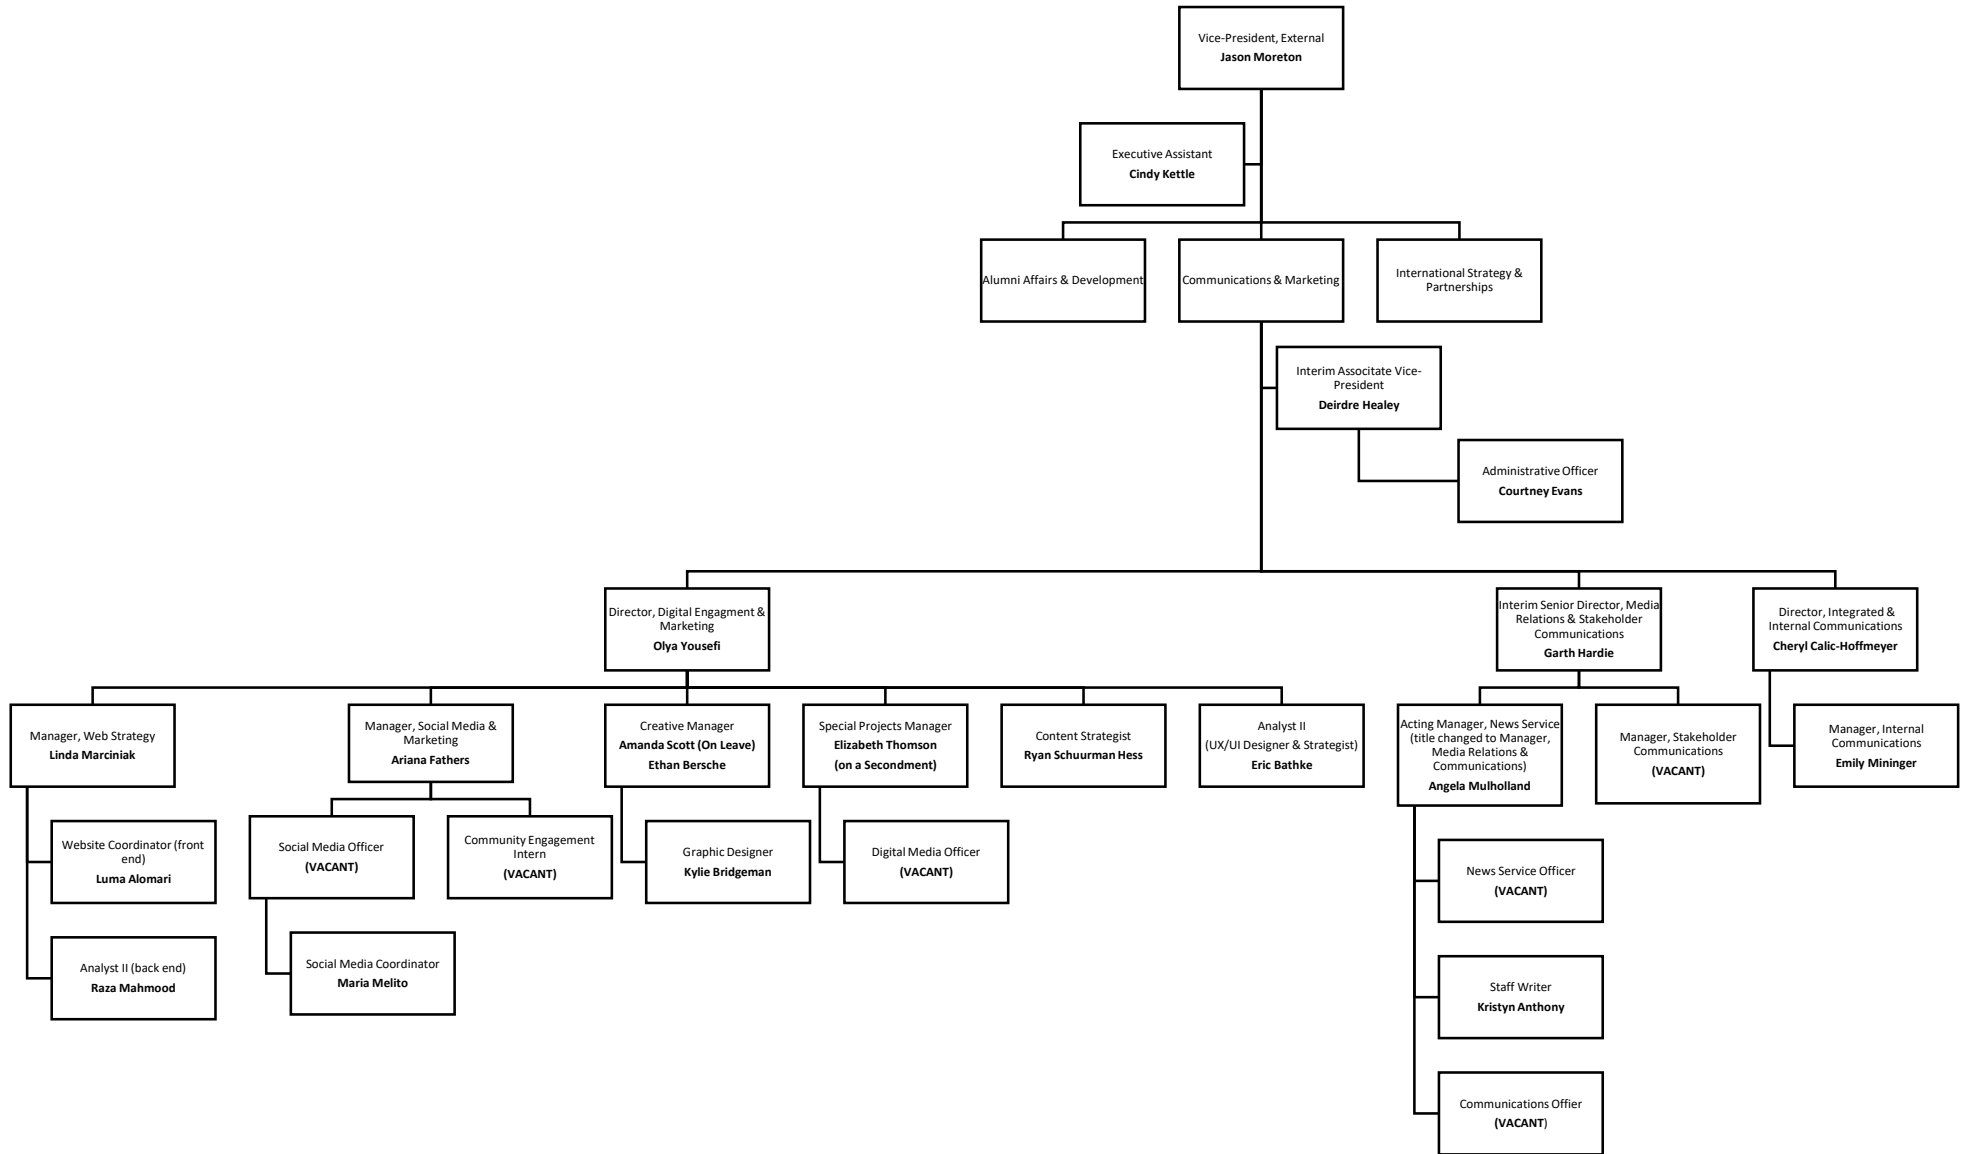 Vice-President, External
Jason Moreton
Executive Assistant
Cindy Kettle
Alumni Affairs & Development
Communications & Marketing
International Strategy &
Partnerships
Interim Associtate Vice-
President
Deirdre Healey
Administrative Officer
Courtney Evans
Director, Digital Engagment &
Marketing
Olya Yousefi
Interim Senior Director, Media
Relations & Stakeholder
Communications
Garth Hardie
Director, Integrated &
Internal Communications
Cheryl Calic-Hoffmeyer
Manager, Web Strategy
Linda Marciniak
Manager, Social Media &
Marketing
Ariana Fathers
Creative Manager
Amanda Scott (On Leave)
Ethan Bersche
Special Projects Manager
Elizabeth Thomson
(on a Secondment)
Content Strategist
Ryan Schuurman Hess
Analyst II
(UX/UI Designer & Strategist)
Eric Bathke
Acting Manager, News Service
(title changed to Manager,
Media Relations &
Communications)
Angela Mulholland
Manager, Stakeholder
Communications
(VACANT)
Manager, Internal
Communications
Emily Mininger
Website Coordinator (front
end)
Luma Alomari
Social Media Officer
(VACANT)
Community Engagement
Intern
(VACANT)
Graphic Designer
Kylie Bridgeman
Digital Media Officer
(VACANT)
News Service Officer
(VACANT)
Analyst II (back end)
Raza Mahmood
Social Media Coordinator
Maria Melito
Staff Writer
Kristyn Anthony
Communications Offier
(VACANT)